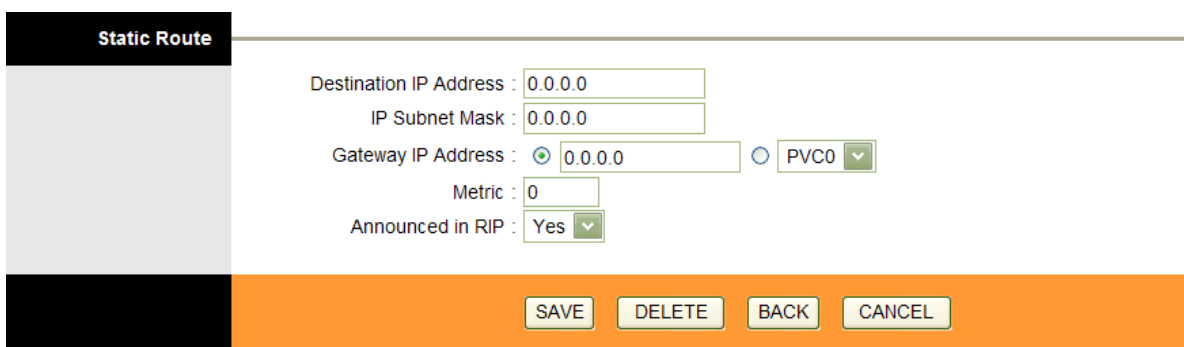 Static Route
Destination IP Address : 0.0.0.0
IP Subnet Mask : 0.0.0.0
Gateway IP Address : 0.0.0.0 PVC0
Metric : 0
Announced in RIP : Yes
SAVE DELETE BACK CANCEL